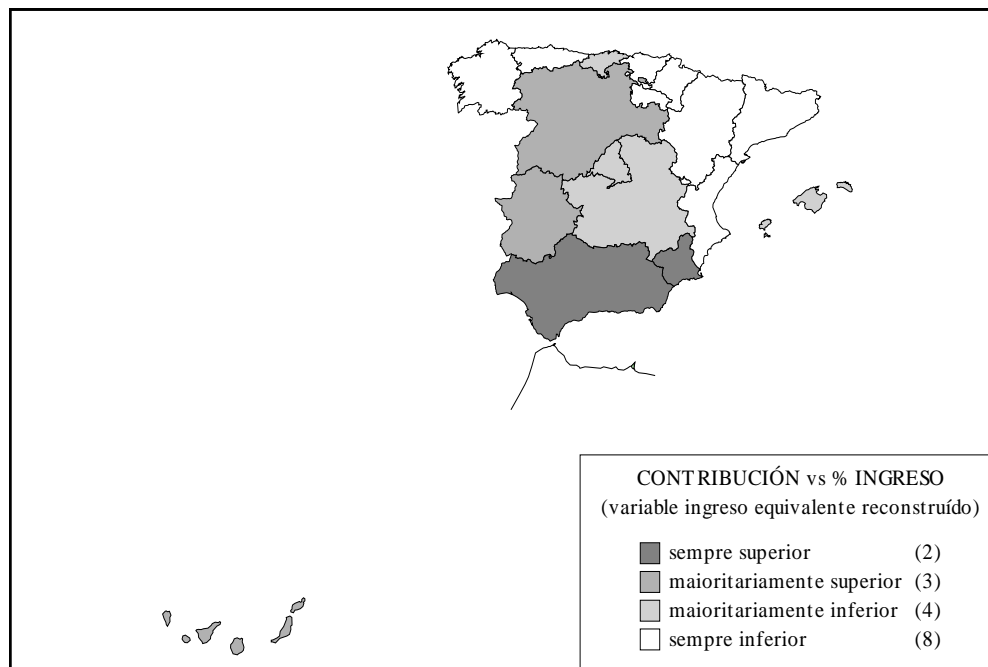 CONTRIBUCIÓN vs % INGRESO
(variable ingreso equivalente reconstruído)
sempre superior (2)
maioritariamente superior (3)
maioritariamente inferior (4)
sempre inferior (8)